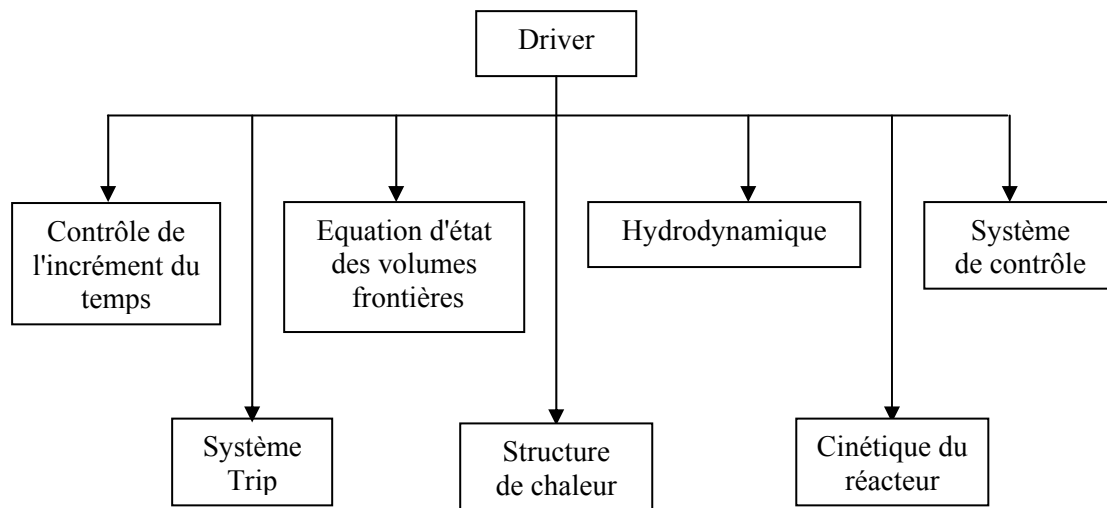 Driver
Contrôle de
l'incrément du
temps
Equation d'état
des volumes
frontières
Hydrodynamique
Système
de contrôle
Système
Trip
Structure
de chaleur
Cinétique du
réacteur